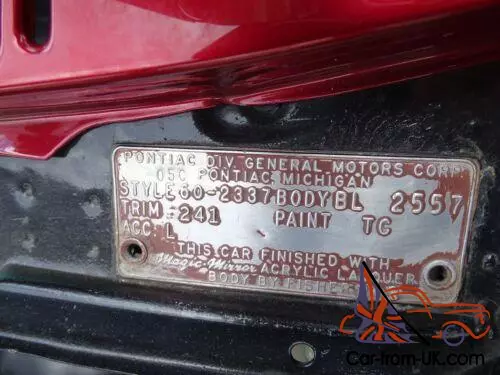 PONTIAC DIV. GENERAL MOTORS CORP.
05C PONTIAC, MICHIGAN
STYLE 60-2337 BODY BL 2557
TRIM 241 PAINT TC
ACC. L
THIS CAR FINISHED WITH
Magic-Mirror ACRYLIC LACQUER
BODY BY FISHER
Car-from-UK.com